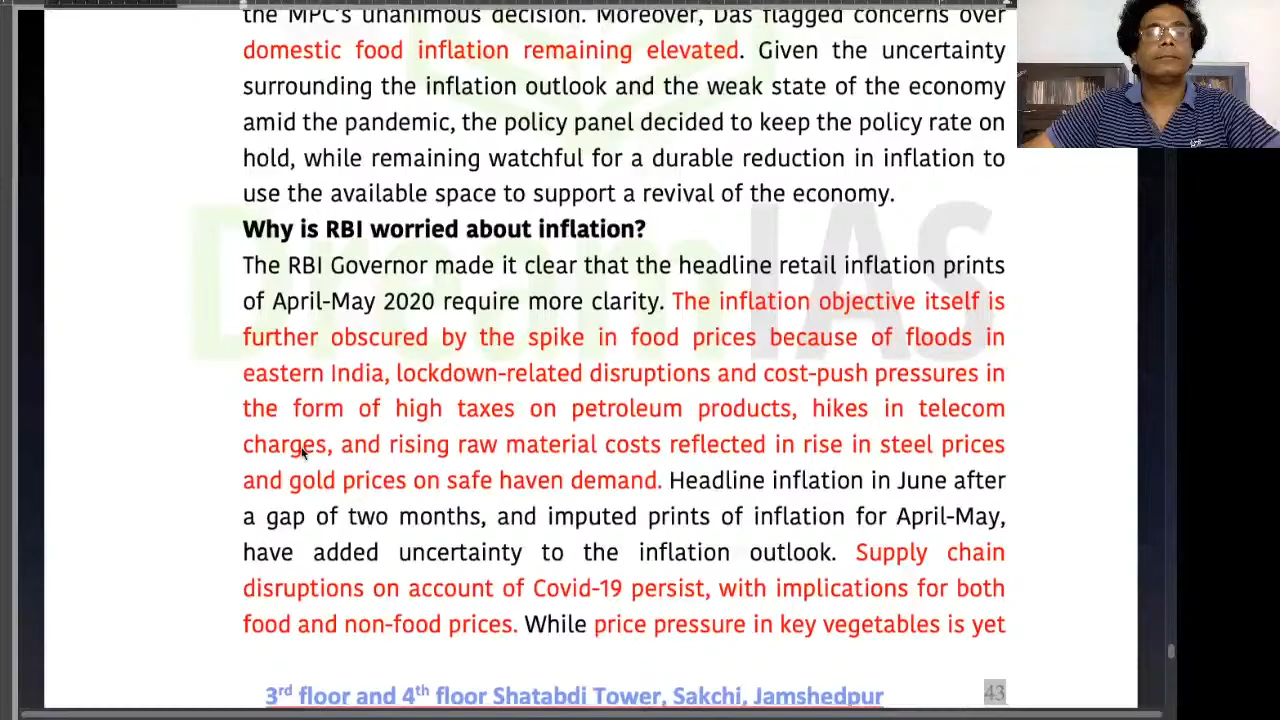 the MPC's unanimous decision. Moreover, Das flagged concerns over
domestic food inflation remaining elevated. Given the uncertainty
surrounding the inflation outlook and the weak state of the economy
amid the pandemic, the policy panel decided to keep the policy rate on
hold, while remaining watchful for a durable reduction in inflation to
use the available space to support a revival of the economy.
Why is RBI worried about inflation?
The RBI Governor made it clear that the headline retail inflation prints
of April-May 2020 require more clarity. The inflation objective itself is
further obscured by the spike in food prices because of floods in
eastern India, lockdown-related disruptions and cost-push pressures in
the form of high taxes on petroleum products, hikes in telecom
charges, and rising raw material costs reflected in rise in steel prices
and gold prices on safe haven demand. Headline inflation in June after
a gap of two months, and imputed prints of inflation for April-May,
have added uncertainty to the inflation outlook. Supply chain
disruptions on account of Covid-19 persist, with implications for both
food and non-food prices. While price pressure in key vegetables is yet
3rd floor and 4th floor Shatabdi Tower, Sakchi, Jamshedpur
43
DreamIAS